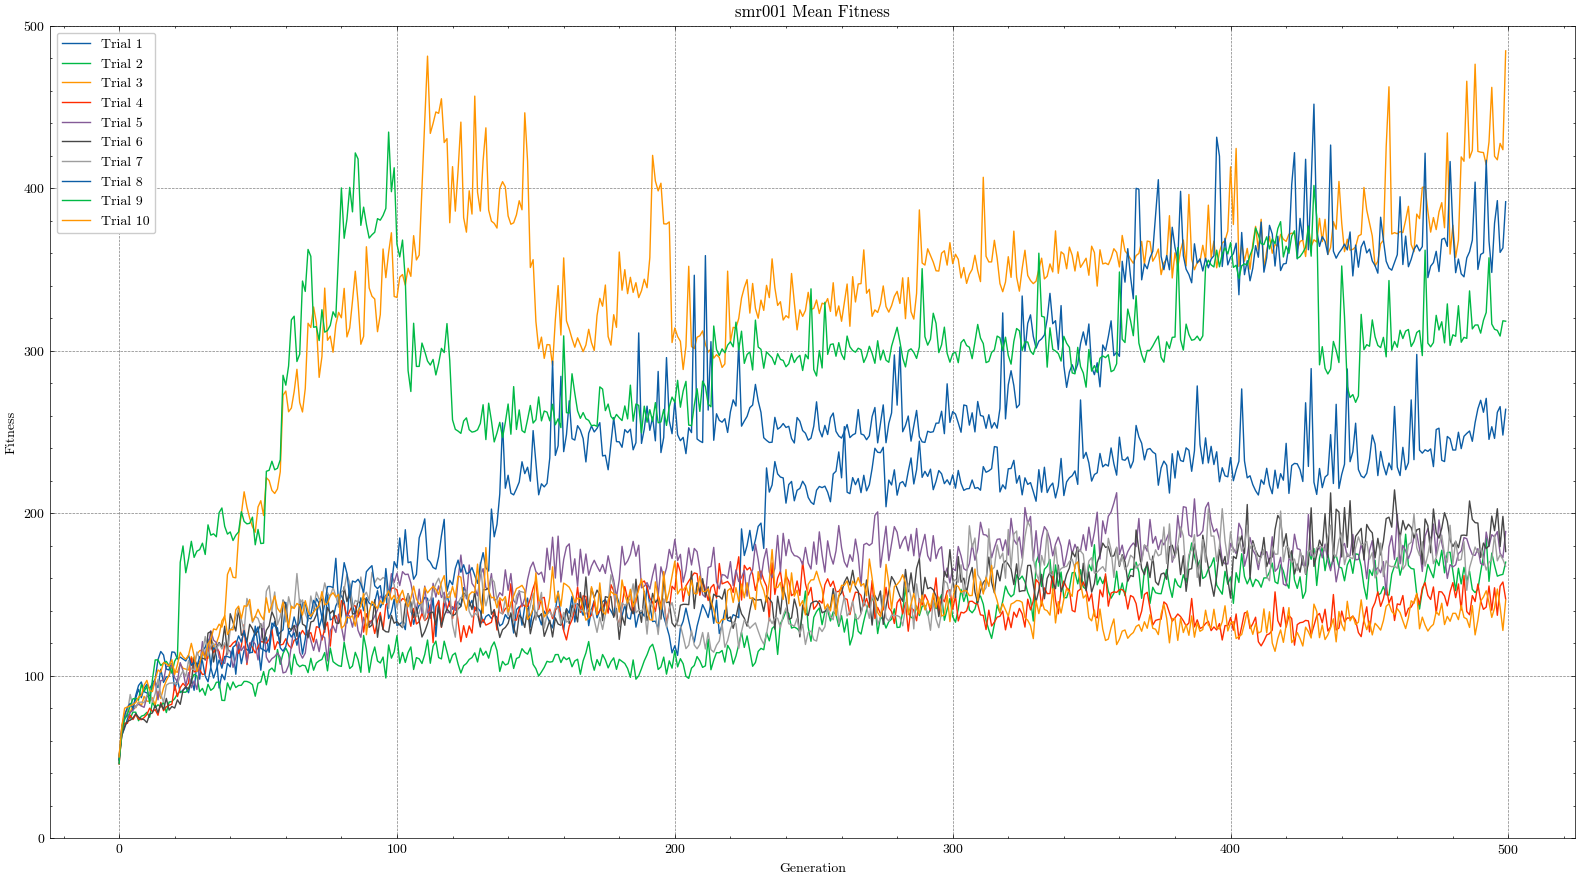 smr001 Mean Fitness
500
400
300
200
100
0
Fitness
Trial 1
Trial 2
Trial 3
Trial 4
Trial 5
Trial 6
Trial 7
Trial 8
Trial 9
Trial 10
0 100 200 300 400 500
Generation